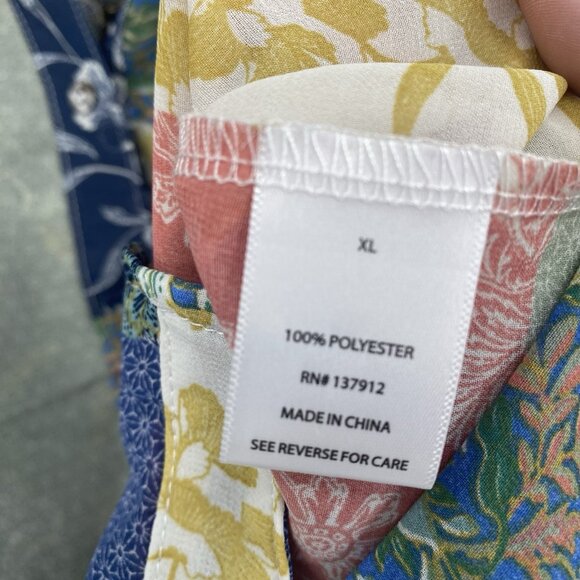 XL
100% POLYESTER
RN# 137912
MADE IN CHINA
SEE REVERSE FOR CARE